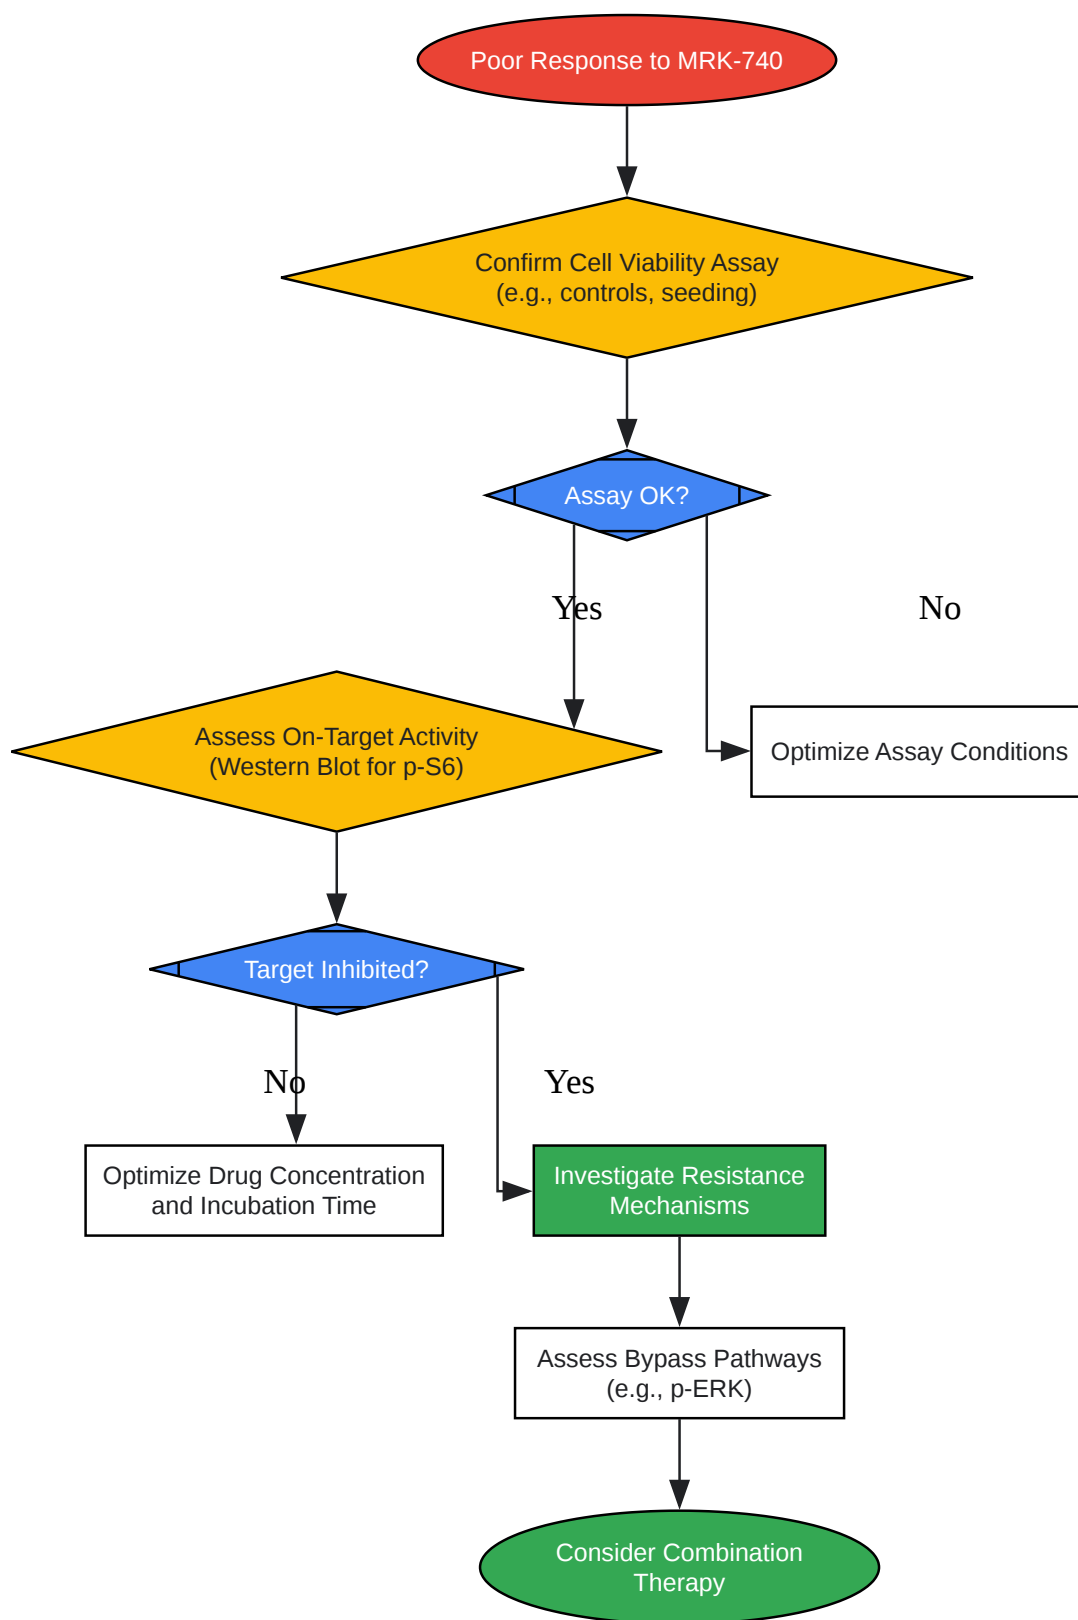 Poor Response to MRK-740
Confirm Cell Viability Assay
(e.g., controls, seeding)
Assay OK?
Yes
No
Assess On-Target Activity
(Western Blot for p-S6)
Optimize Assay Conditions
Target Inhibited?
No
Yes
Optimize Drug Concentration
and Incubation Time
Investigate Resistance
Mechanisms
Assess Bypass Pathways
(e.g., p-ERK)
Consider Combination
Therapy